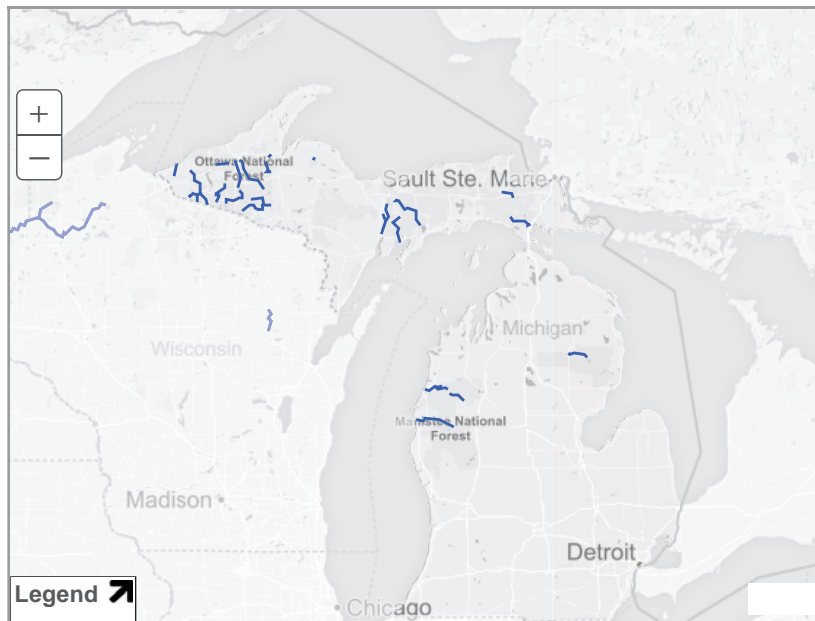 +
−
Ottawa National
Forest
Sault Ste. Marie
Michigan
Wisconsin
Manistee National
Forest
Madison
Detroit
Legend
Chicago